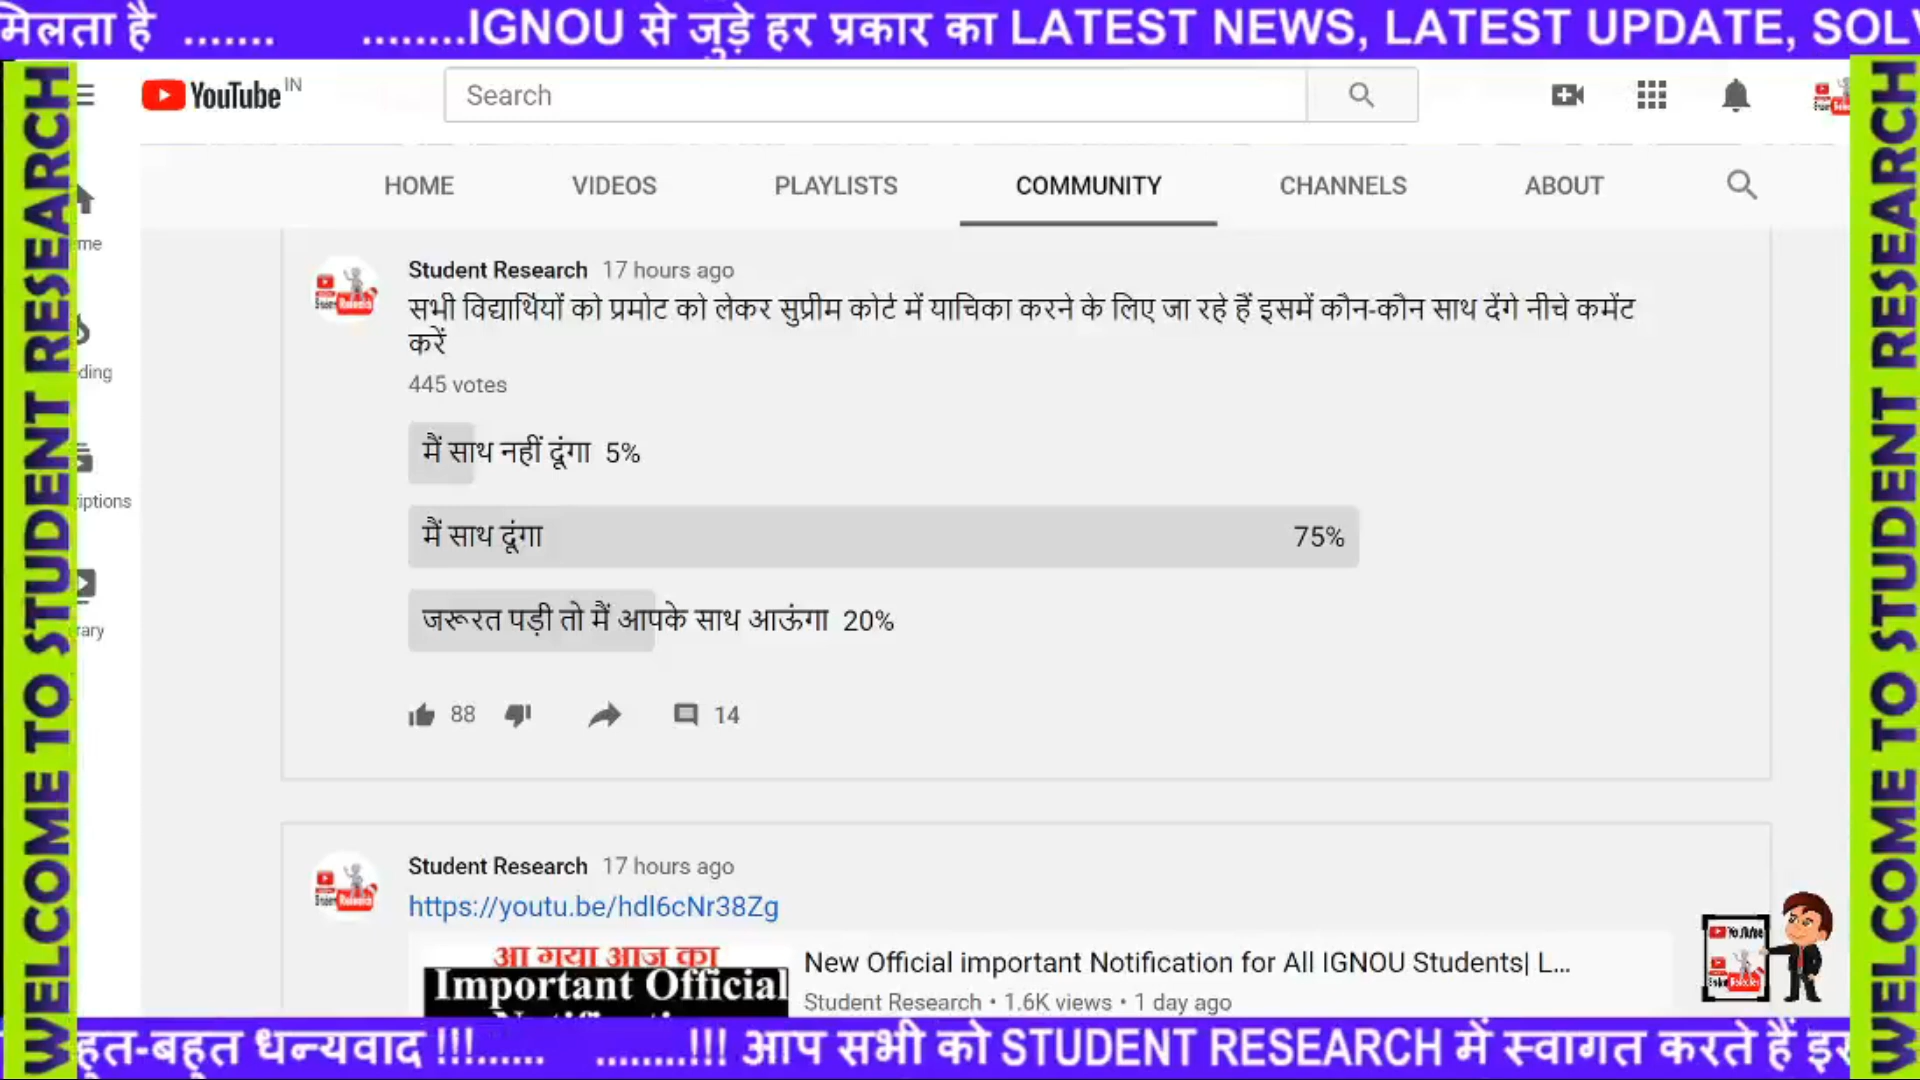 मिलता है ....... ........IGNOU से जुड़े हर प्रकार का LATEST NEWS, LATEST UPDATE,
WELCOME TO STUDENT RESEARCH
YouTube IN
Search
HOME VIDEOS PLAYLISTS COMMUNITY CHANNELS ABOUT
Student Research 17 hours ago
सभी विद्यार्थियों को प्रमोट को लेकर सुप्रीम कोर्ट में याचिका करने के लिए जा रहे हैं इसमें कौन-कौन साथ देंगे नीचे कमेंट
करें
445 votes
मैं साथ नहीं दूंगा 5%
मैं साथ दूंगा 75%
जरूरत पड़ी तो मैं आपके साथ आऊंगा 20%
88 14
Student Research 17 hours ago
https://youtu.be/hdl6cNr38Zg
आ गया आज का
Important Official
New Official important Notification for All IGNOU Students| L...
Student Research • 1.6K views • 1 day ago
WELCOME TO STUDENT RESEARCH
हुत-बहुत धन्यवाद !!!...... ........!!! आप सभी को STUDENT RESEARCH में स्वागत करते हैं